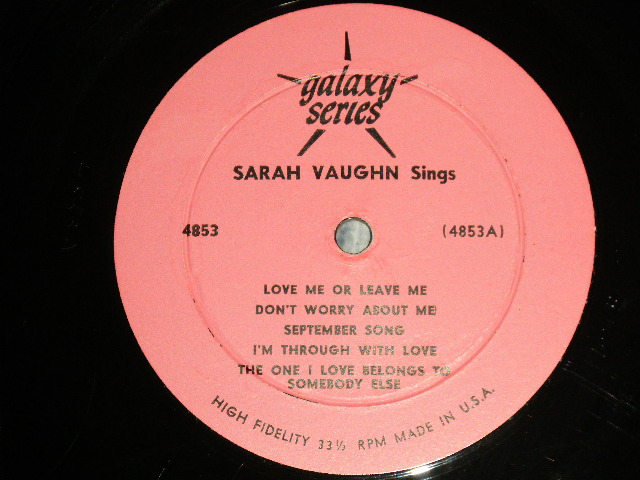 galaxy
series
SARAH VAUGHN Sings
4853
(4853A)
LOVE ME OR LEAVE ME
DON'T WORRY ABOUT ME
SEPTEMBER SONG
I'M THROUGH WITH LOVE
THE ONE I LOVE BELONGS TO
SOMEBODY ELSE
HIGH FIDELITY 33⅓ RPM MADE IN U.S.A.